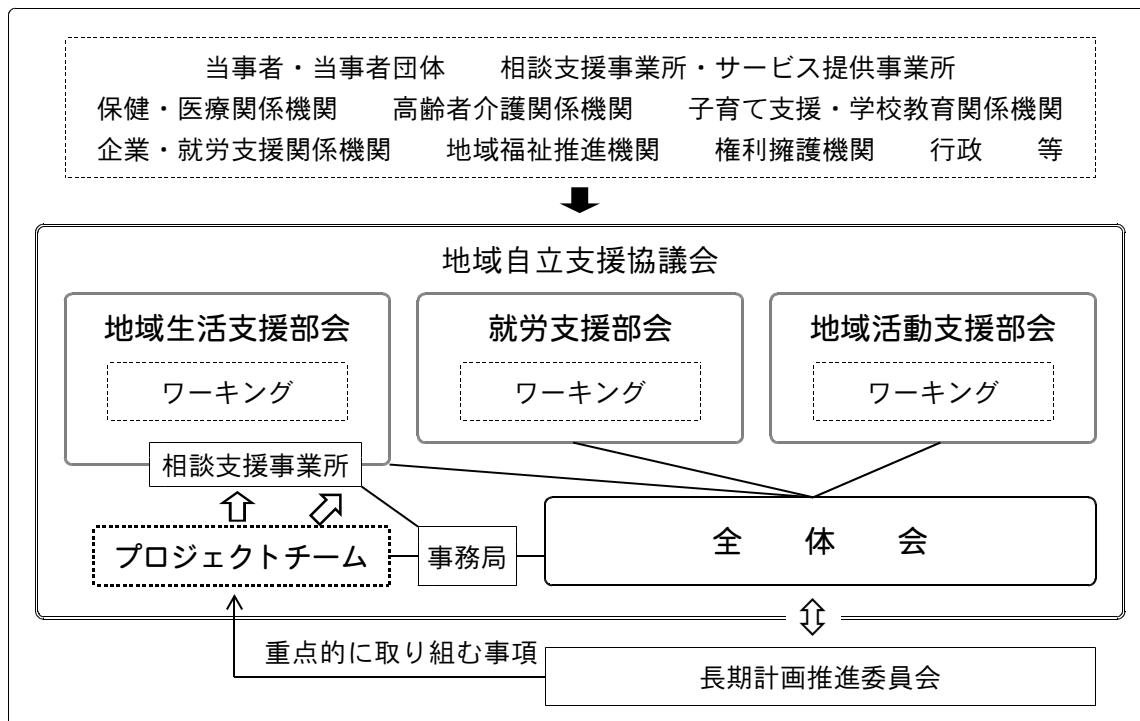 当事者・当事者団体　相談支援事業所・サービス提供事業所
保健・医療関係機関　高齢者介護関係機関　子育て支援・学校教育関係機関
企業・就労支援関係機関　地域福祉推進機関　権利擁護機関　行政　等
地域自立支援協議会
地域生活支援部会
ワーキング
就労支援部会
ワーキング
地域活動支援部会
ワーキング
相談支援事業所
プロジェクトチーム
事務局
全　体　会
重点的に取り組む事項
長期計画推進委員会